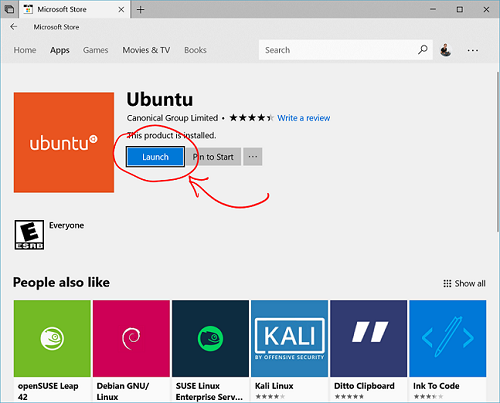 Microsoft Store
Microsoft Store
Home Apps Games Movies & TV Books Search
ubuntu
Ubuntu
Canonical Group Limited • Write a review
This product is installed.
Launch Pin to Start
E
ESRB
Everyone
People also like
Show all
KALI
BY OFFENSIVE SECURITY
openSUSE Leap 42
Debian GNU/ Linux
SUSE Linux Enterprise Serv...
Kali Linux
Ditto Clipboard
Ink To Code